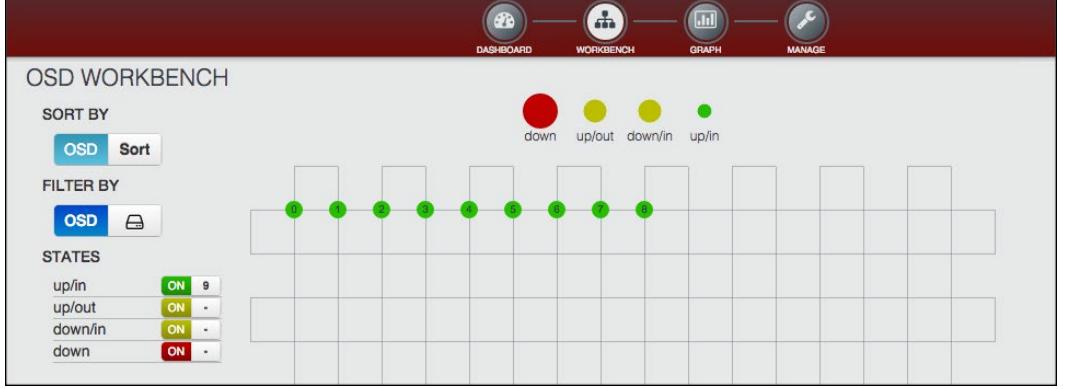 DASHBOARD WORKBENCH GRAPH MANAGE
OSD WORKBENCH
SORT BY
OSD Sort
FILTER BY
OSD
STATES
up/in ON 9
up/out ON -
down/in ON -
down ON -
down up/out down/in up/in
0 1 2 3 4 5 6 7 8